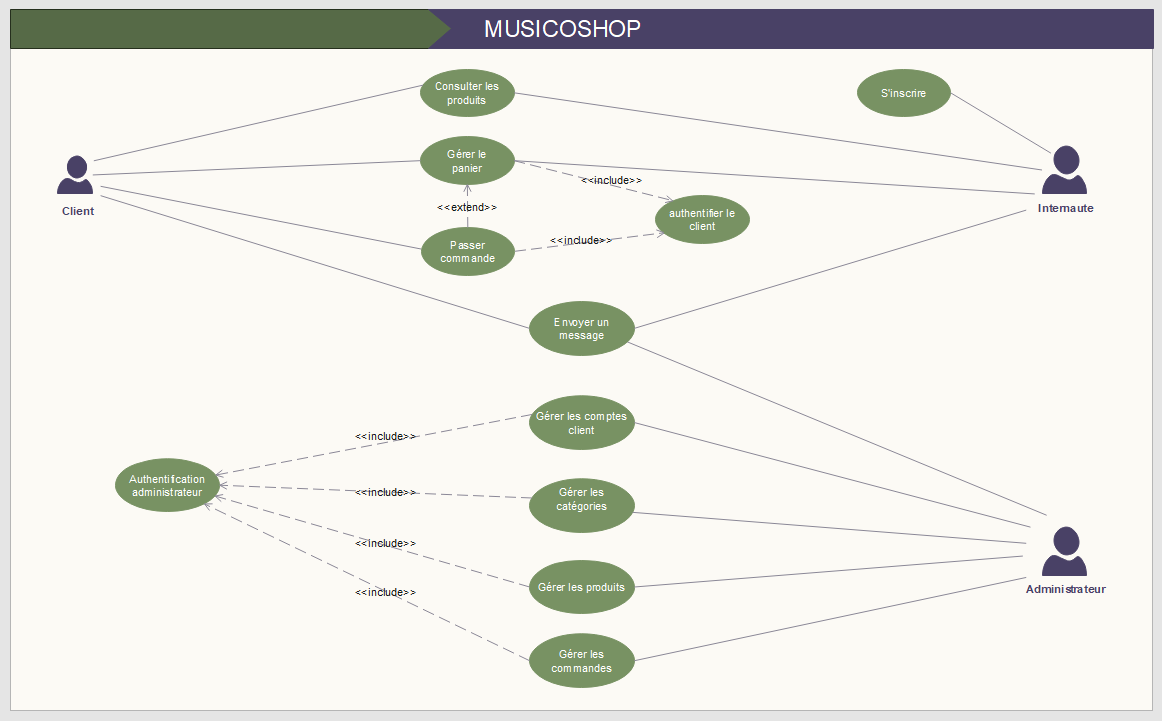 MUSICOSHOP
Consulter les
produits
S'inscrire
Gérer le
panier
<<include>>
Client
Internaute
<<extend>>
authentifier le
client
Passer
commande
<<include>>
Envoyer un
message
Gérer les comptes
client
<<include>>
Authentification
administrateur
<<include>>
Gérer les
catégories
<<include>>
Gérer les produits
Administrateur
<<include>>
Gérer les
commandes